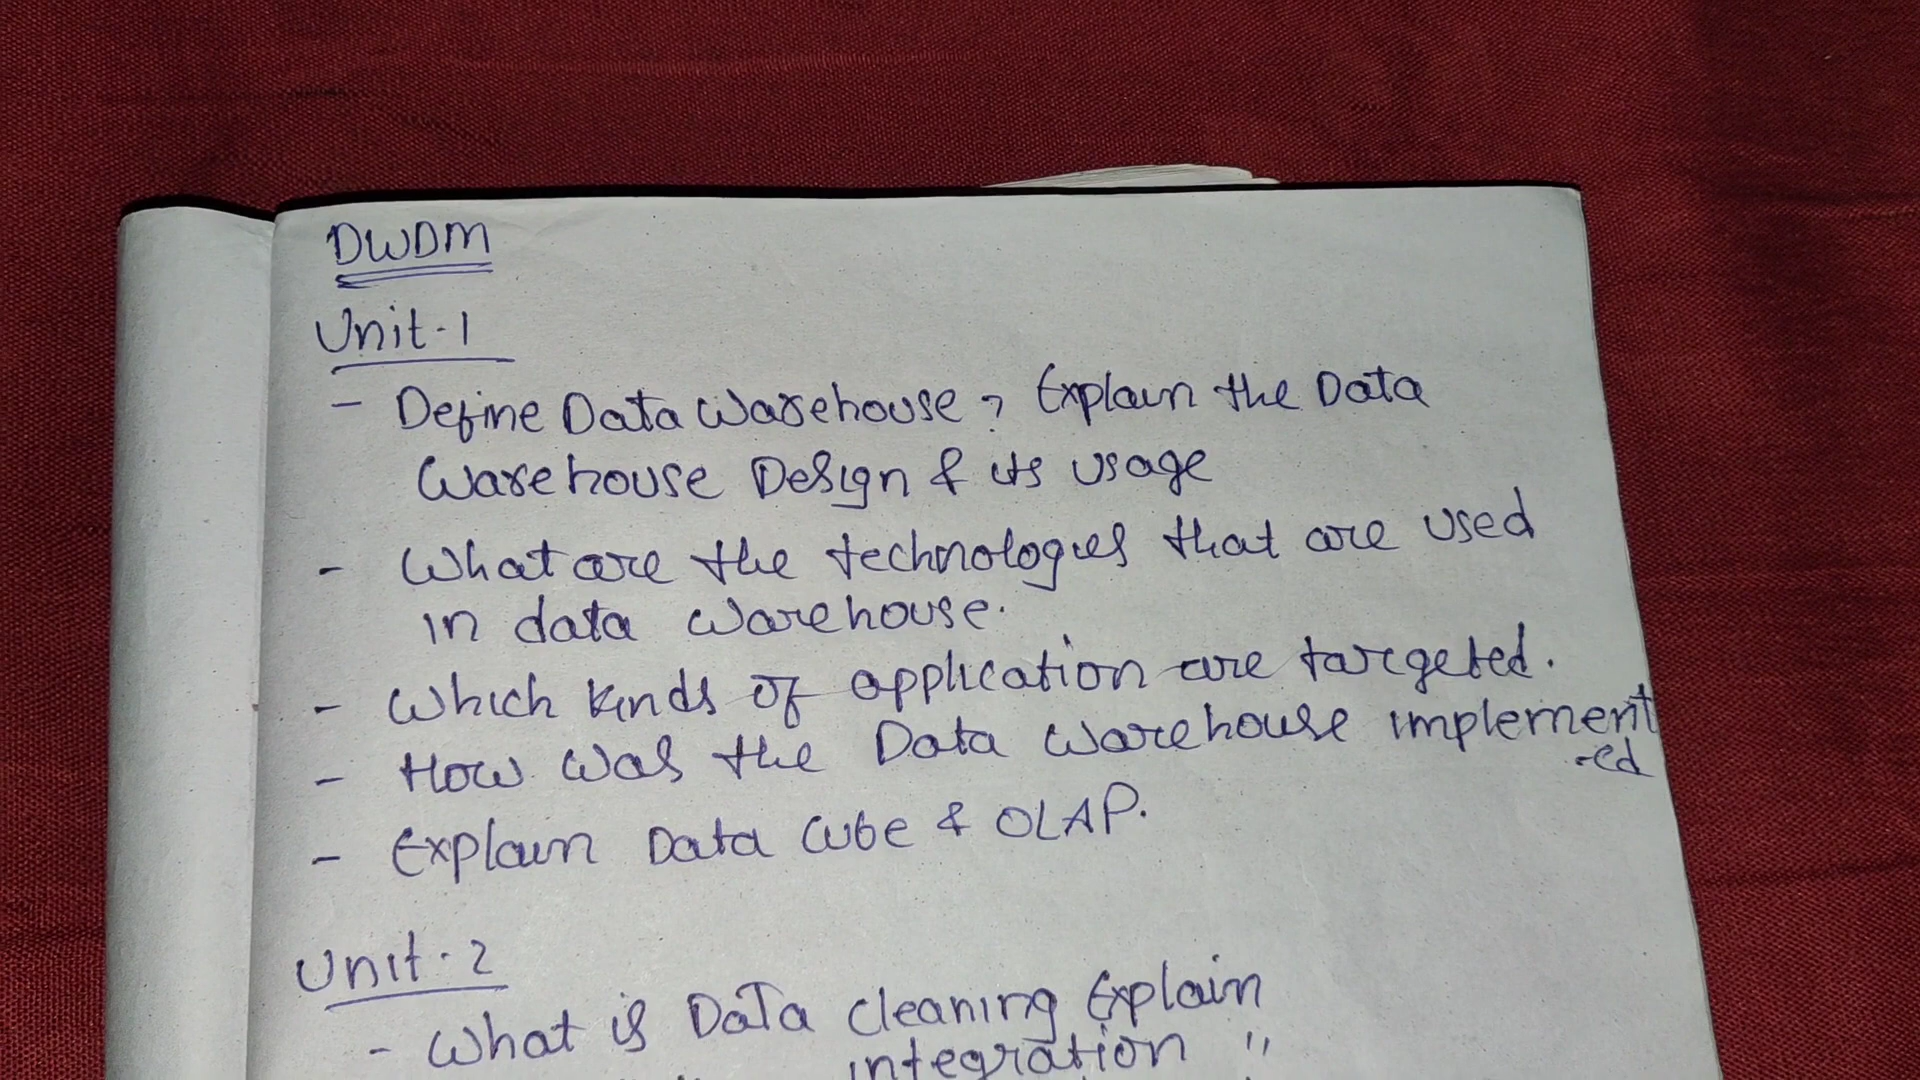 DWDM
Unit-1
- Define Data Warehouse, Explain the Data
Warehouse Design & its usage
- What are the technologies that are used
in data warehouse.
- Which kinds of application are targeted.
- How was the Data warehouse implement
-ed
- Explain Data Cube & OLAP.
Unit-2
- What is Data cleaning Explain
integration "